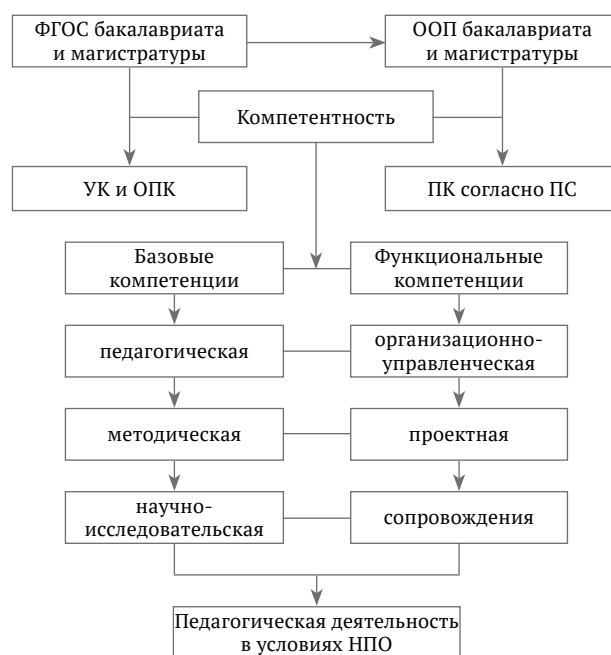 ФГОС бакалавриата
и магистратуры
ООП бакалавриата
и магистратуры
Компетентность
УК и ОПК
ПК согласно ПС
Базовые
компетенции
Функциональные
компетенции
педагогическая
организационно-
управленческая
методическая
проектная
научно-
исследовательская
сопровождения
Педагогическая деятельность
в условиях НПО